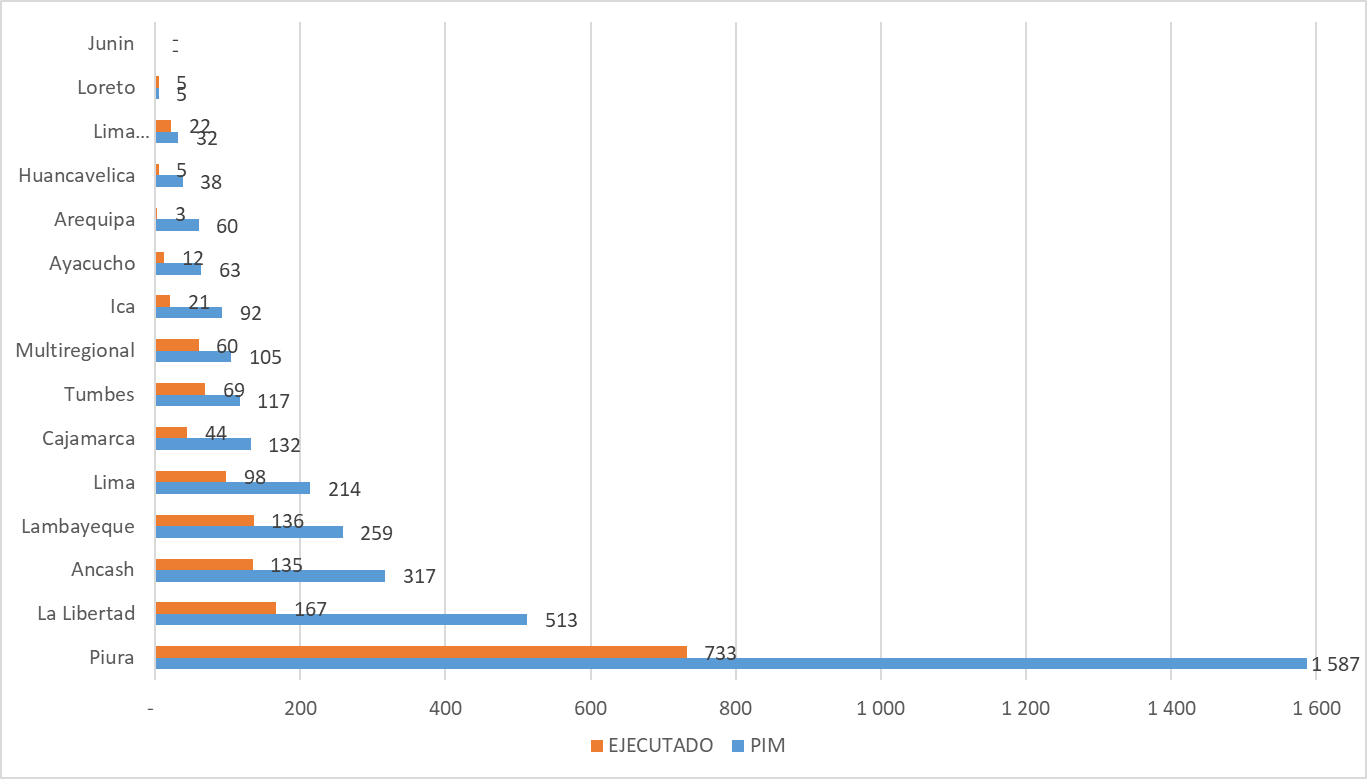 Junin - -
Loreto 5 5
Lima... 22 32
Huancavelica 5 38
Arequipa 3 60
Ayacucho 12 63
Ica 21 92
Multiregional 60 105
Tumbes 69 117
Cajamarca 44 132
Lima 98 214
Lambayeque 136 259
Ancash 135 317
La Libertad 167 513
Piura 733 1 587
- 200 400 600 800 1 000 1 200 1 400 1 600
EJECUTADO PIM